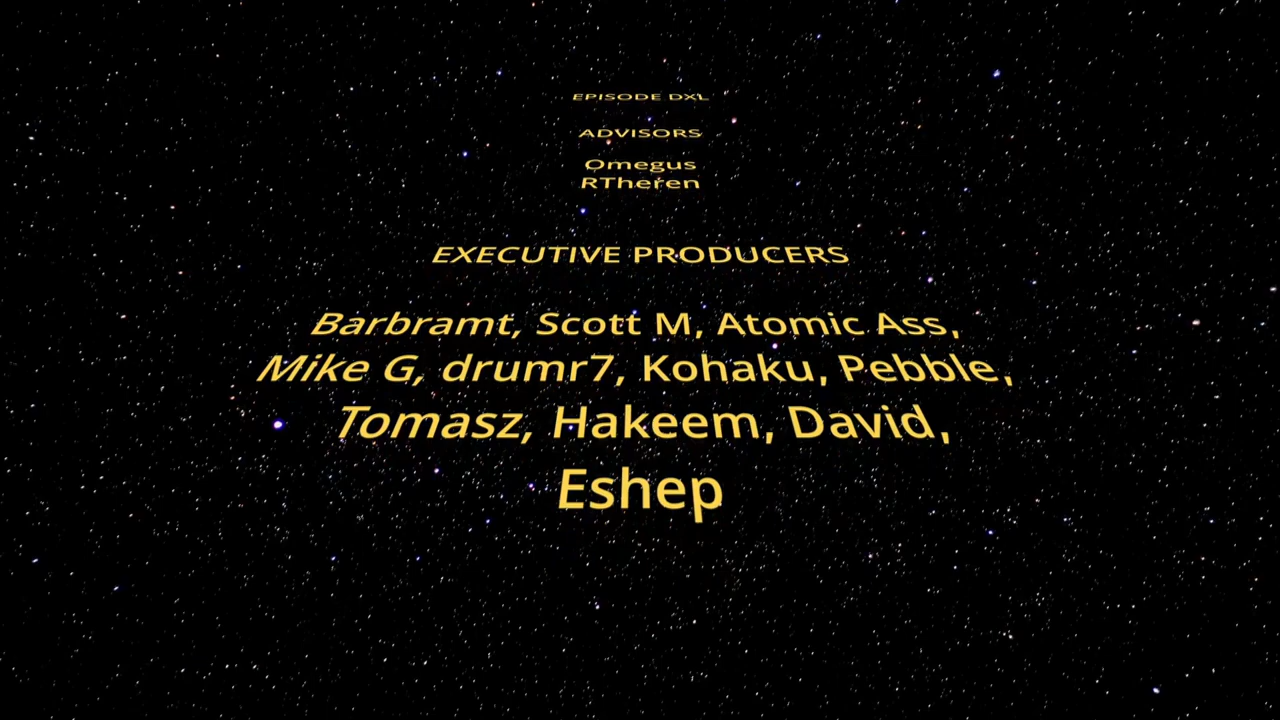 EPISODE DXL
ADVISORS
Omegus
RTheren
EXECUTIVE PRODUCERS
Barbramt, Scott M, Atomic Ass,
Mike G, drumr7, Kohaku, Pebble,
Tomasz, Hakeem, David,
Eshep